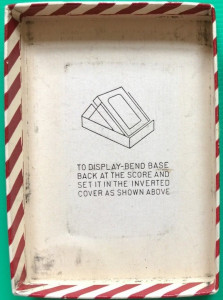 TO DISPLAY-BEND BASE
BACK AT THE SCORE AND
SET IT IN THE INVERTED
COVER AS SHOWN ABOVE